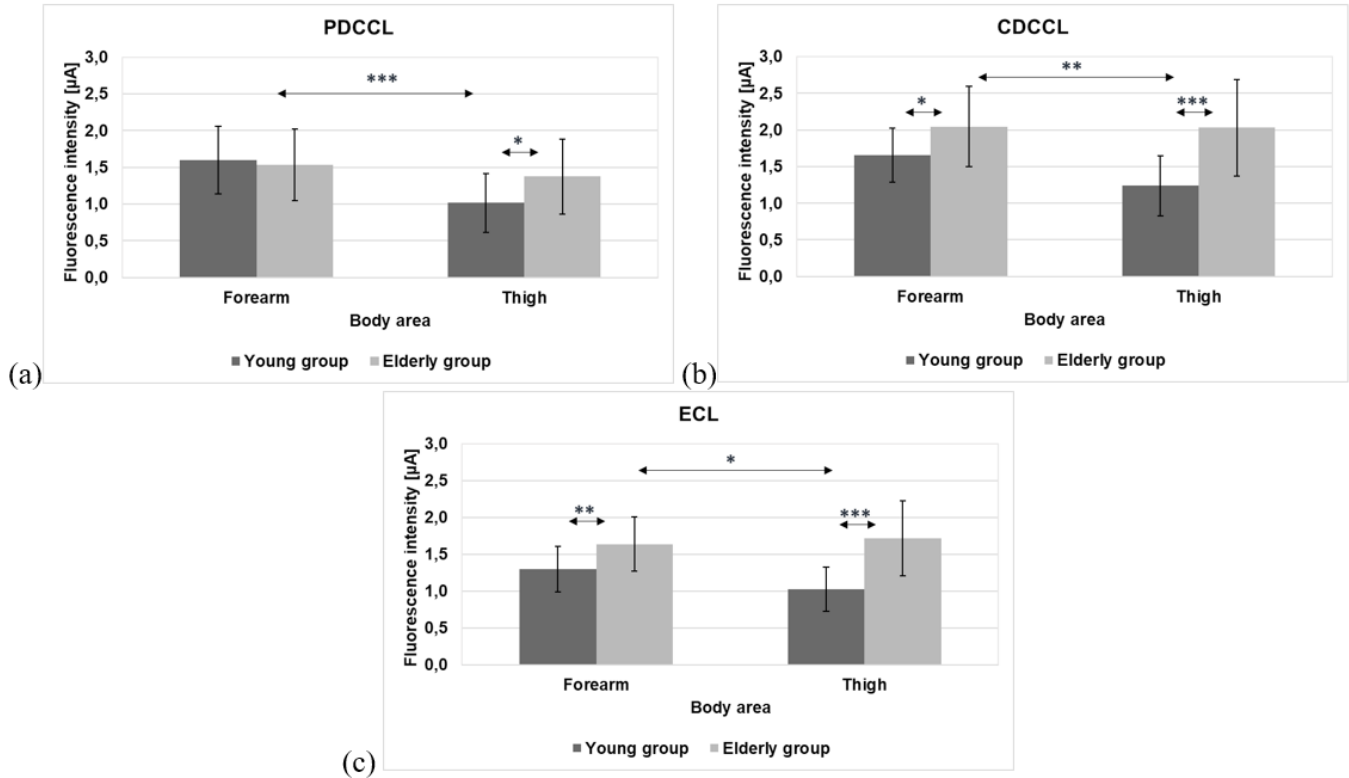 PDCCL
Fluorescence intensity [µA]
3,0
2,5
2,0
1,5
1,0
0,5
0,0
***
*
Forearm Thigh
Body area
Young group Elderly group
(a)
CDCCL
Fluorescence intensity [µA]
3,0
2,5
2,0
1,5
1,0
0,5
0,0
**
*
***
Forearm Thigh
Body area
Young group Elderly group
(b)
ECL
Fluorescence intensity [µA]
3,0
2,5
2,0
1,5
1,0
0,5
0,0
*
**
***
Forearm Thigh
Body area
Young group Elderly group
(c)